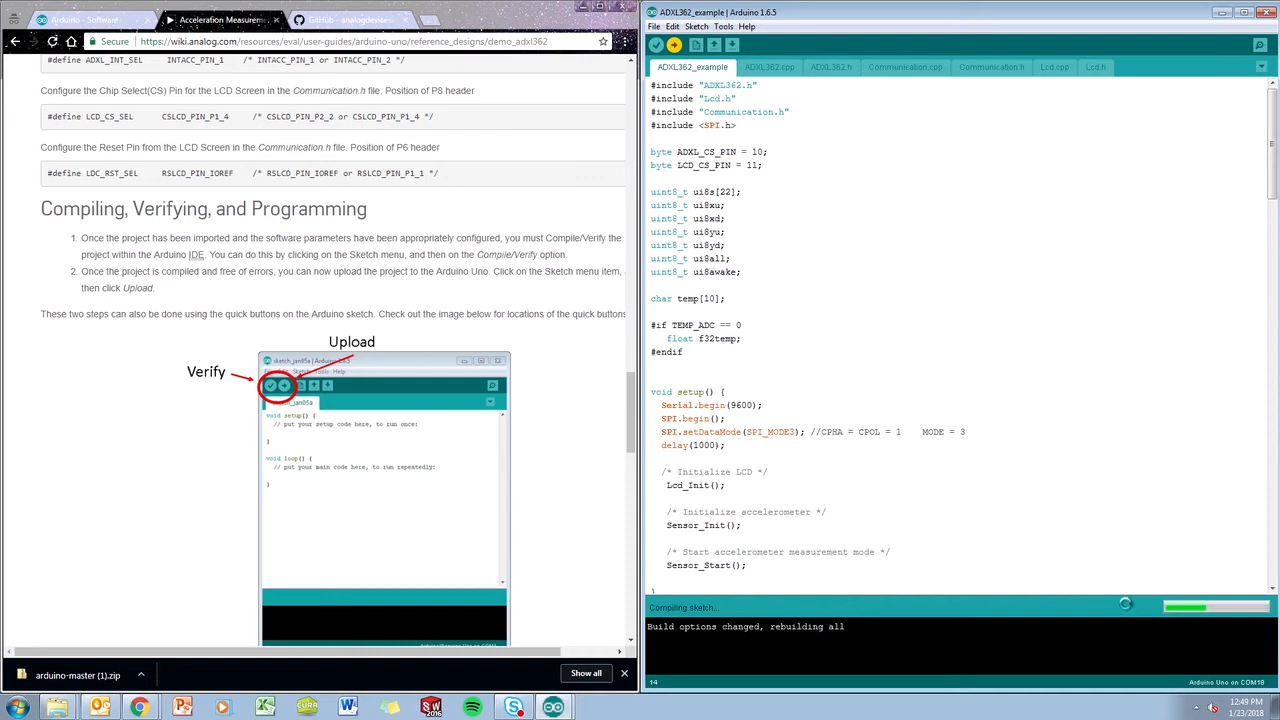 Arduino - Software
Acceleration Measureme
GitHub - analogdevices
Secure
https://wiki.analog.com/resources/eval/user-guides/arduino-uno/reference_designs/demo_adxl362
#define ADXL_INT_SEL INTACC_PIN_1 /* INTACC_PIN_1 or INTACC_PIN_2 */
Configure the Chip Select(CS) Pin for the LCD Screen in the Communication.h file. Position of P5 header
#define LCD_CS_SEL CSLCD_PIN_P1_4 /* CSLCD_PIN_P2_2 or CSLCD_PIN_P1_4 */
Configure the Reset Pin from the LCD Screen in the Communication.h file. Position of P6 header
#define LDC_RST_SEL RSLCD_PIN_IOREF /* RSLCD_PIN_IOREF or RSLCD_PIN_P1_1 */
Compiling, Verifying, and Programming
1. Once the project has been imported and the software parameters have been appropriately configured, you must Compile/Verify the
project within the Arduino IDE. You can do this by clicking on the Sketch menu, and then on the Compile/Verify option.
2. Once the project is compiled and free of errors, you can now upload the project to the Arduino Uno. Click on the Sketch menu item,
then click Upload.
These two steps can also be done using the quick buttons on the Arduino sketch. Check out the image below for locations of the quick buttons
Upload
Verify
Tools Help
void setup() {
// put your setup code here, to run once:
}
void loop() {
// put your main code here, to run repeatedly:
}
arduino-master (1).zip
Show all
ADXL362_example | Arduino 1.6.5
File Edit Sketch Tools Help
ADXL362_example ADXL362.cpp ADXL362.h Communication.cpp Communication.h Lcd.cpp Lcd.h
#include "ADXL362.h"
#include "Lcd.h"
#include "Communication.h"
#include <SPI.h>
byte ADXL_CS_PIN = 10;
byte LCD_CS_PIN = 11;
uint8_t ui8s[22];
uint8_t ui8xu;
uint8_t ui8xd;
uint8_t ui8yu;
uint8_t ui8yd;
uint8_t ui8all;
uint8_t ui8awake;
char temp[10];
#if TEMP_ADC == 0
float f32temp;
#endif
void setup() {
Serial.begin(9600);
SPI.begin();
SPI.setDataMode(SPI_MODE3); //CPHA = CPOL = 1 MODE = 3
delay(1000);
/* Initialize LCD */
Lcd_Init();
/* Initialize accelerometer */
Sensor_Init();
/* Start accelerometer measurement mode */
Sensor_Start();
}
Compiling sketch...
Build options changed, rebuilding all
14
Arduino Uno on COM18
12:49 PM
1/23/2018